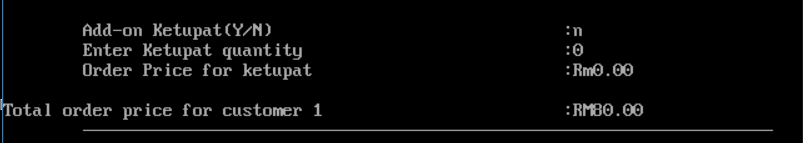 Add-on Ketupat(Y/N) :n
Enter Ketupat quantity :0
Order Price for ketupat :Rm0.00
Total order price for customer 1 :RM80.00